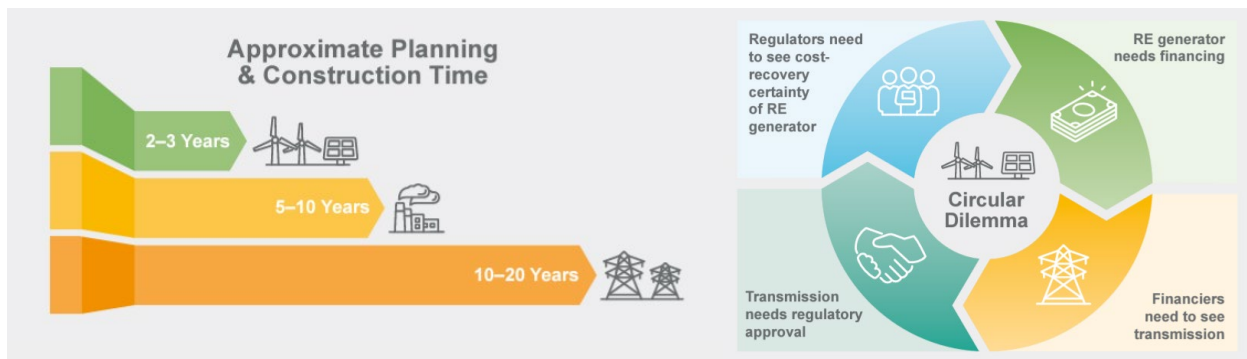 Approximate Planning
& Construction Time
2–3 Years
5–10 Years
10–20 Years
Regulators need
to see cost-
recovery
certainty
of RE
generator
RE generator
needs financing
Circular
Dilemma
Transmission
needs regulatory
approval
Financiers
need to see
transmission